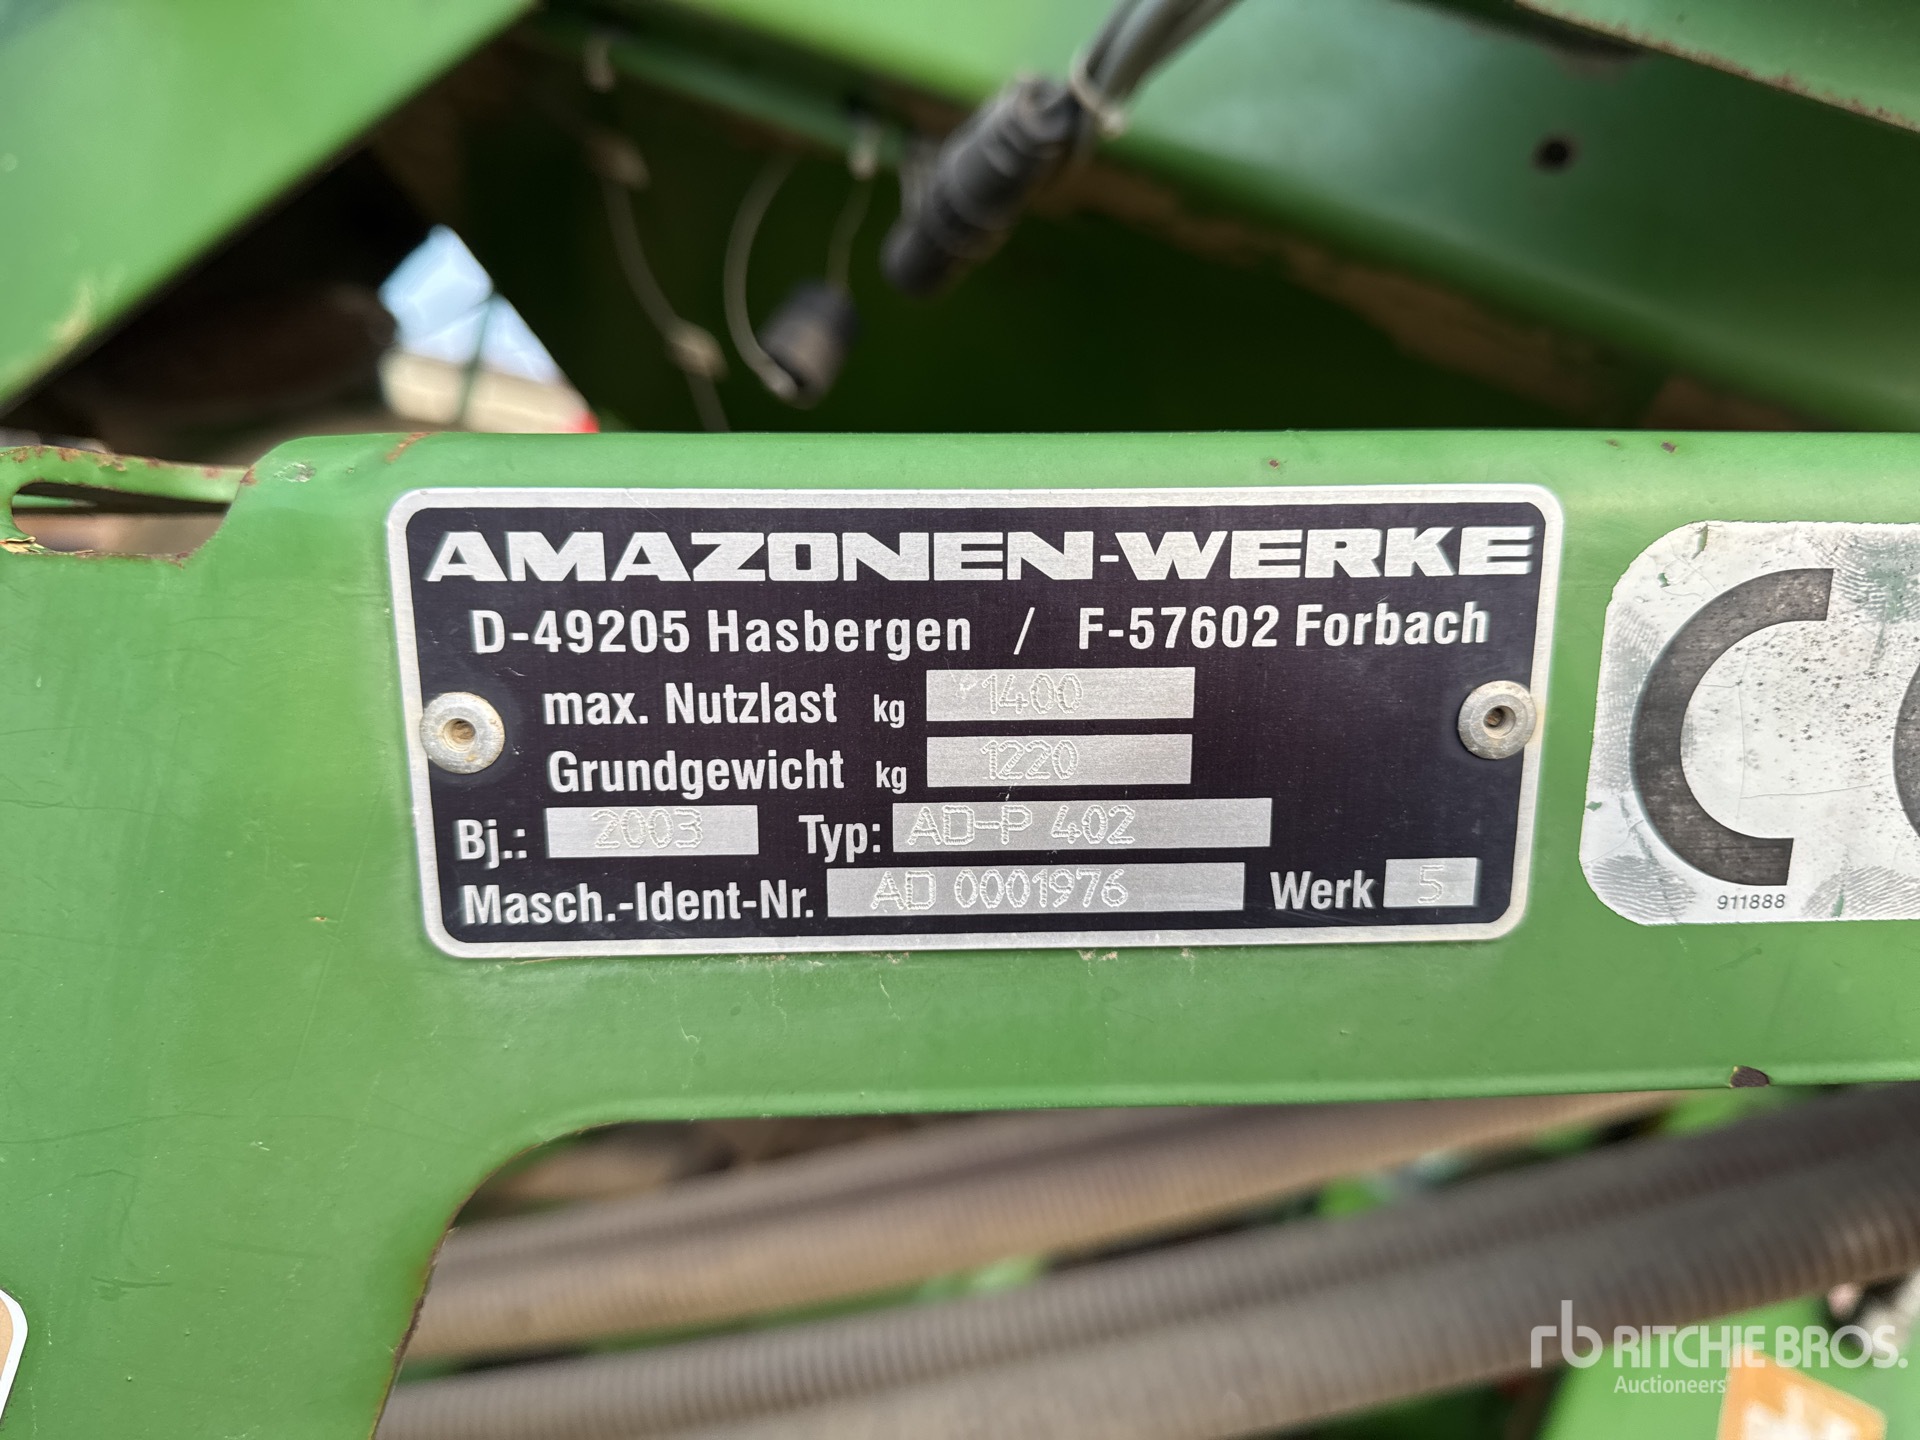 AMAZONEN-WERKE
D-49205 Hasbergen / F-57602 Forbach
max. Nutzlast kg 1400
Grundgewicht kg 1220
Bj.: 2003 Typ: AD-P 402
Masch.-Ident-Nr. AD 0001976 Werk 5
911888
rb RITCHIE BROS.
Auctioneers